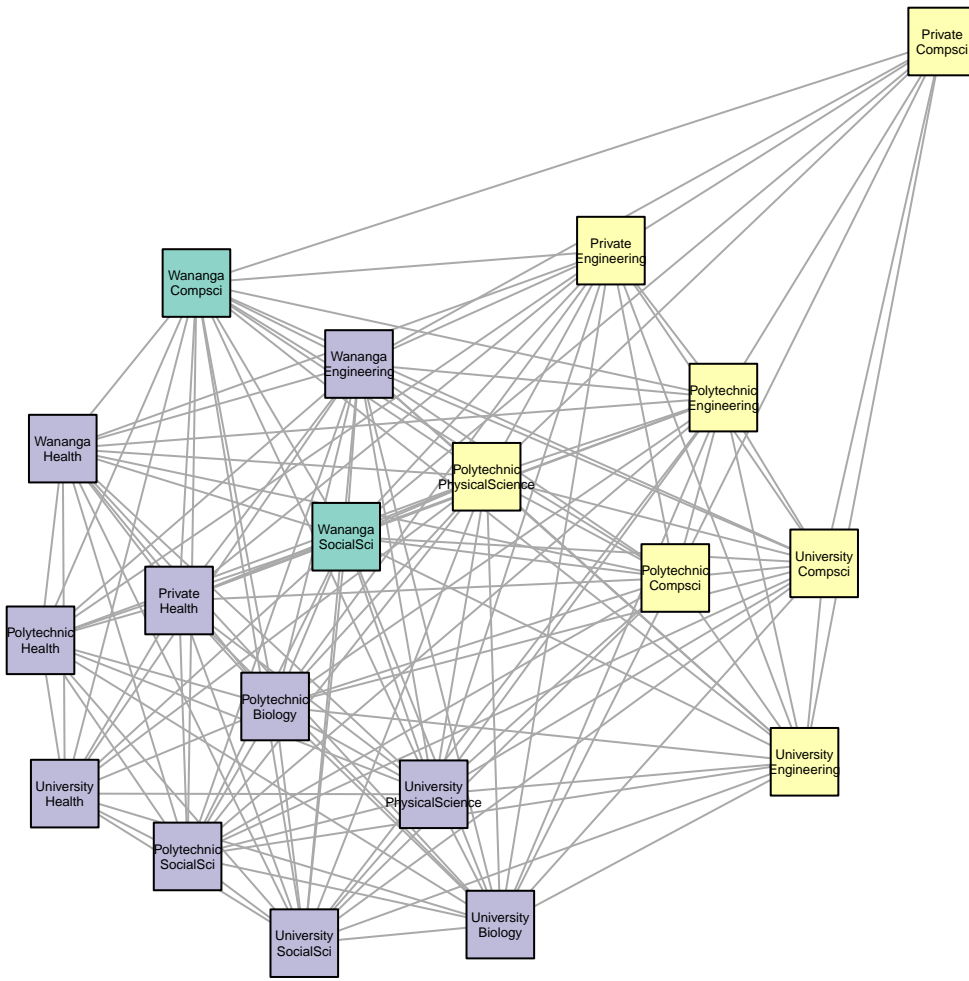 Private
Compsci
Private
Engineering
Wananga
Compsci
Wananga
Engineering
Polytechnic
Engineering
Wananga
Health
Polytechnic
PhysicalScience
Wananga
SocialSci
University
Compsci
Polytechnic
Compsci
Private
Health
Polytechnic
Health
Polytechnic
Biology
University
Engineering
University
Health
University
PhysicalScience
Polytechnic
SocialSci
University
Biology
University
SocialSci